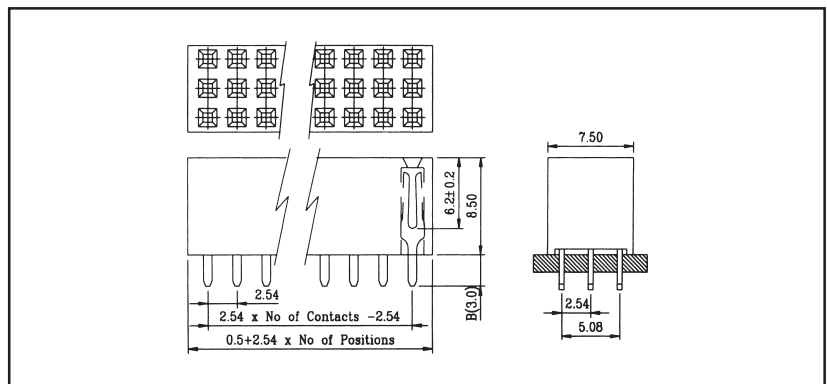 7.50
6.2±0.2
8.50
2.54
2.54 x No of Contacts -2.54
B(3.0)
0.5+2.54 x No of Positions
2.54
5.08